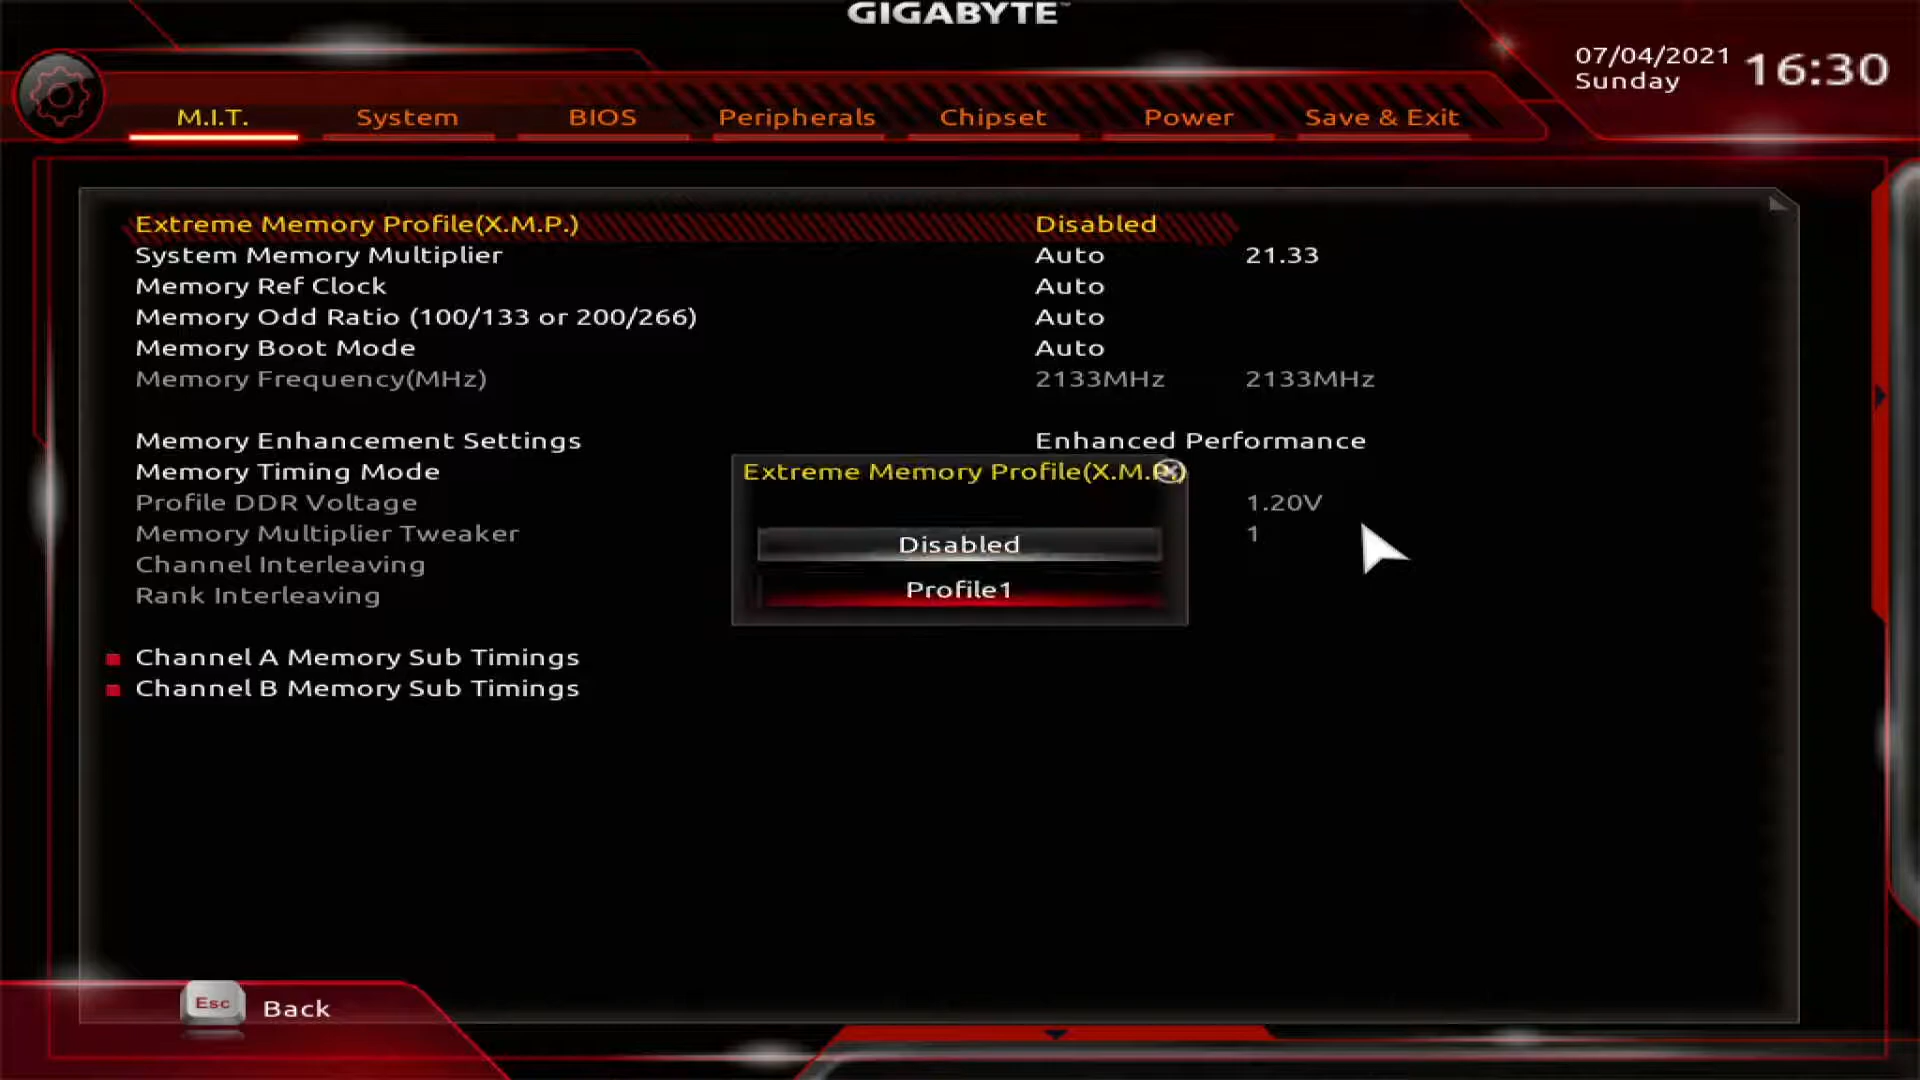 GIGABYTE™
07/04/2021
Sunday
16:30
M.I.T. System BIOS Peripherals Chipset Power Save & Exit
Extreme Memory Profile(X.M.P.) Disabled
System Memory Multiplier Auto 21.33
Memory Ref Clock Auto
Memory Odd Ratio (100/133 or 200/266) Auto
Memory Boot Mode Auto
Memory Frequency(MHz) 2133MHz 2133MHz
Memory Enhancement Settings Enhanced Performance
Memory Timing Mode
Profile DDR Voltage 1.20V
Memory Multiplier Tweaker 1
Channel Interleaving
Rank Interleaving
Extreme Memory Profile(X.M.P.)
Disabled
Profile1
Channel A Memory Sub Timings
Channel B Memory Sub Timings
Esc Back